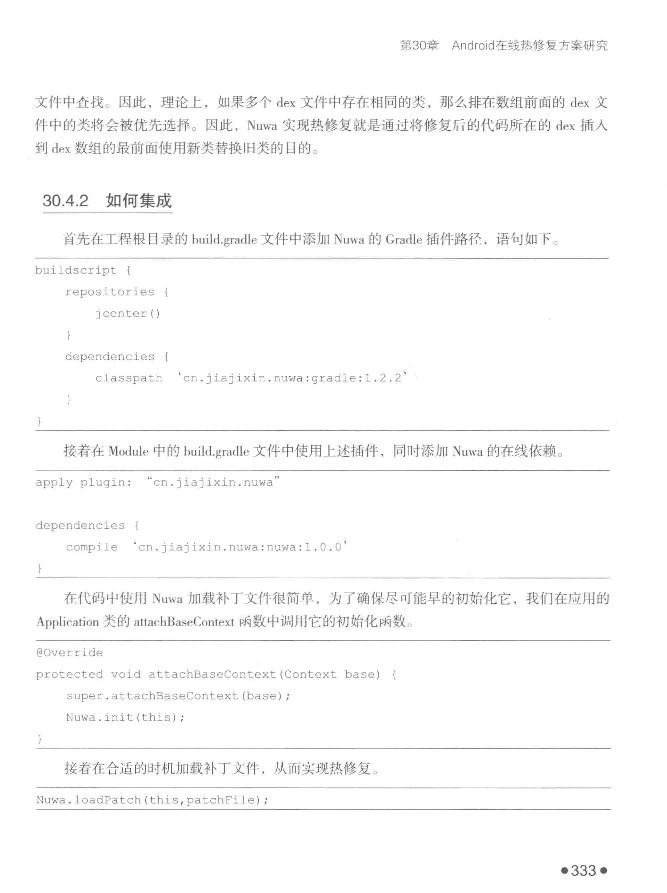 第30章 Android在线热修复方案研究
文件中查找。因此，理论上，如果多个 dex 文件中存在相同的类，那么排在数组前面的 dex 文
件中的类将会被优先选择。因此，Nuwa 实现热修复就是通过将修复后的代码所在的 dex 插入
到 dex 数组的最前面使用新类替换旧类的目的。
30.4.2 如何集成
首先在工程根目录的 build.gradle 文件中添加 Nuwa 的 Gradle 插件路径，语句如下。
buildscript {
repositories {
jcenter()
}
dependencies {
classpath ‘cn.jiajixin.nuwa:gradle:1.2.2’
}
}
接着在 Module 中的 build.gradle 文件中使用上述插件，同时添加 Nuwa 的在线依赖。
apply plugin: “cn.jiajixin.nuwa”
dependencies {
compile ‘cn.jiajixin.nuwa:nuwa:1.0.0’
}
在代码中使用 Nuwa 加载补丁文件很简单，为了确保尽可能早的初始化它，我们在应用的
Application 类的 attachBaseContext 函数中调用它的初始化函数。
@Override
protected void attachBaseContext(Context base) {
super.attachBaseContext(base);
Nuwa.init(this);
}
接着在合适的时机加载补丁文件，从而实现热修复。
Nuwa.loadPatch(this,patchFile);
●333●